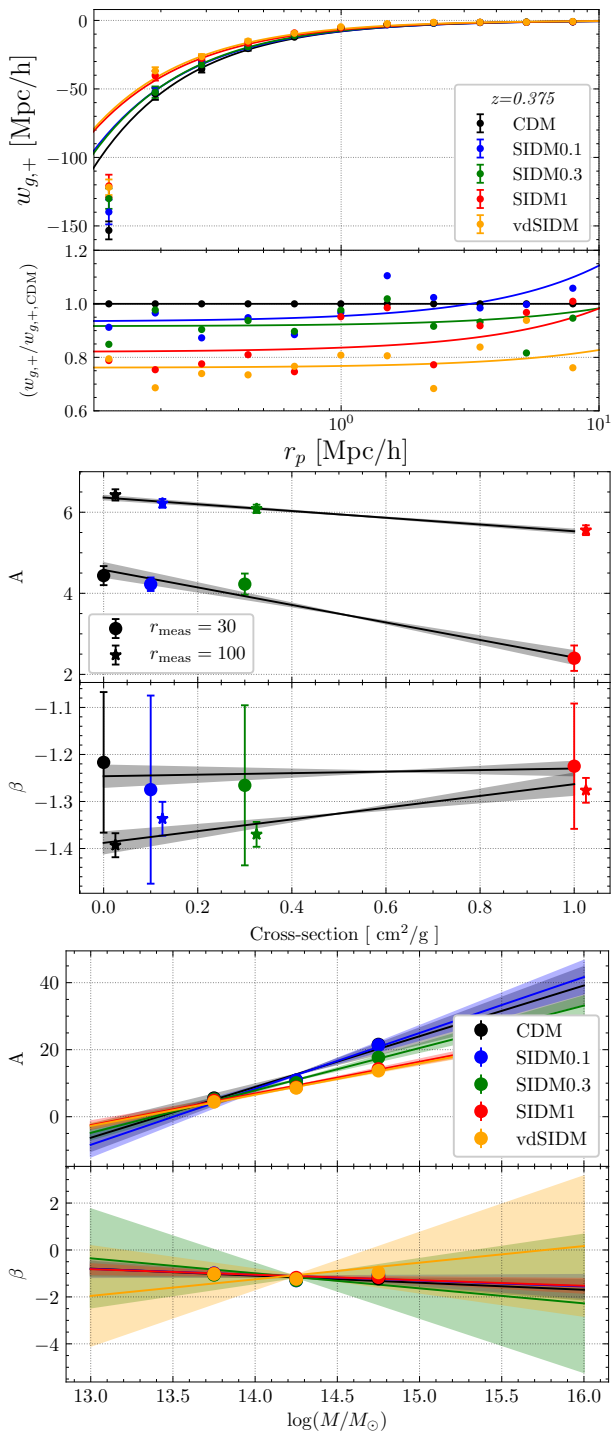 0
−50
−100
−150
w_{g,+} [Mpc/h]
z=0.375
CDM
SIDM0.1
SIDM0.3
SIDM1
vdSIDM
1.2
1.0
0.8
0.6
(w_{g,+}/w_{g,+,CDM})
10^0 10^1
r_p [Mpc/h]
6
4
2
A
r_meas = 30
r_meas = 100
−1.1
−1.2
−1.3
−1.4
β
0.0 0.2 0.4 0.6 0.8 1.0
Cross-section [ cm^2/g ]
40
20
0
A
CDM
SIDM0.1
SIDM0.3
SIDM1
vdSIDM
2
0
−2
−4
β
13.0 13.5 14.0 14.5 15.0 15.5 16.0
log(M/M_⊙)